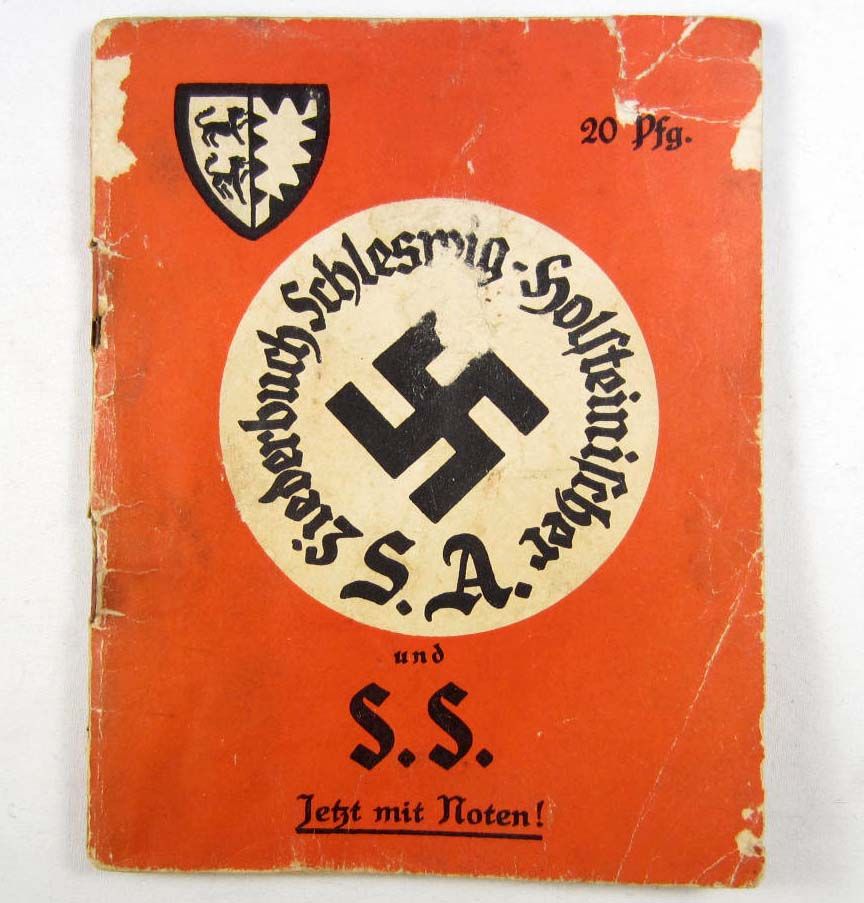 20 Pfg.
Liederbuch Schleswig-Holsteinischer
S. A.
und
S.S.
Jetzt mit Noten!